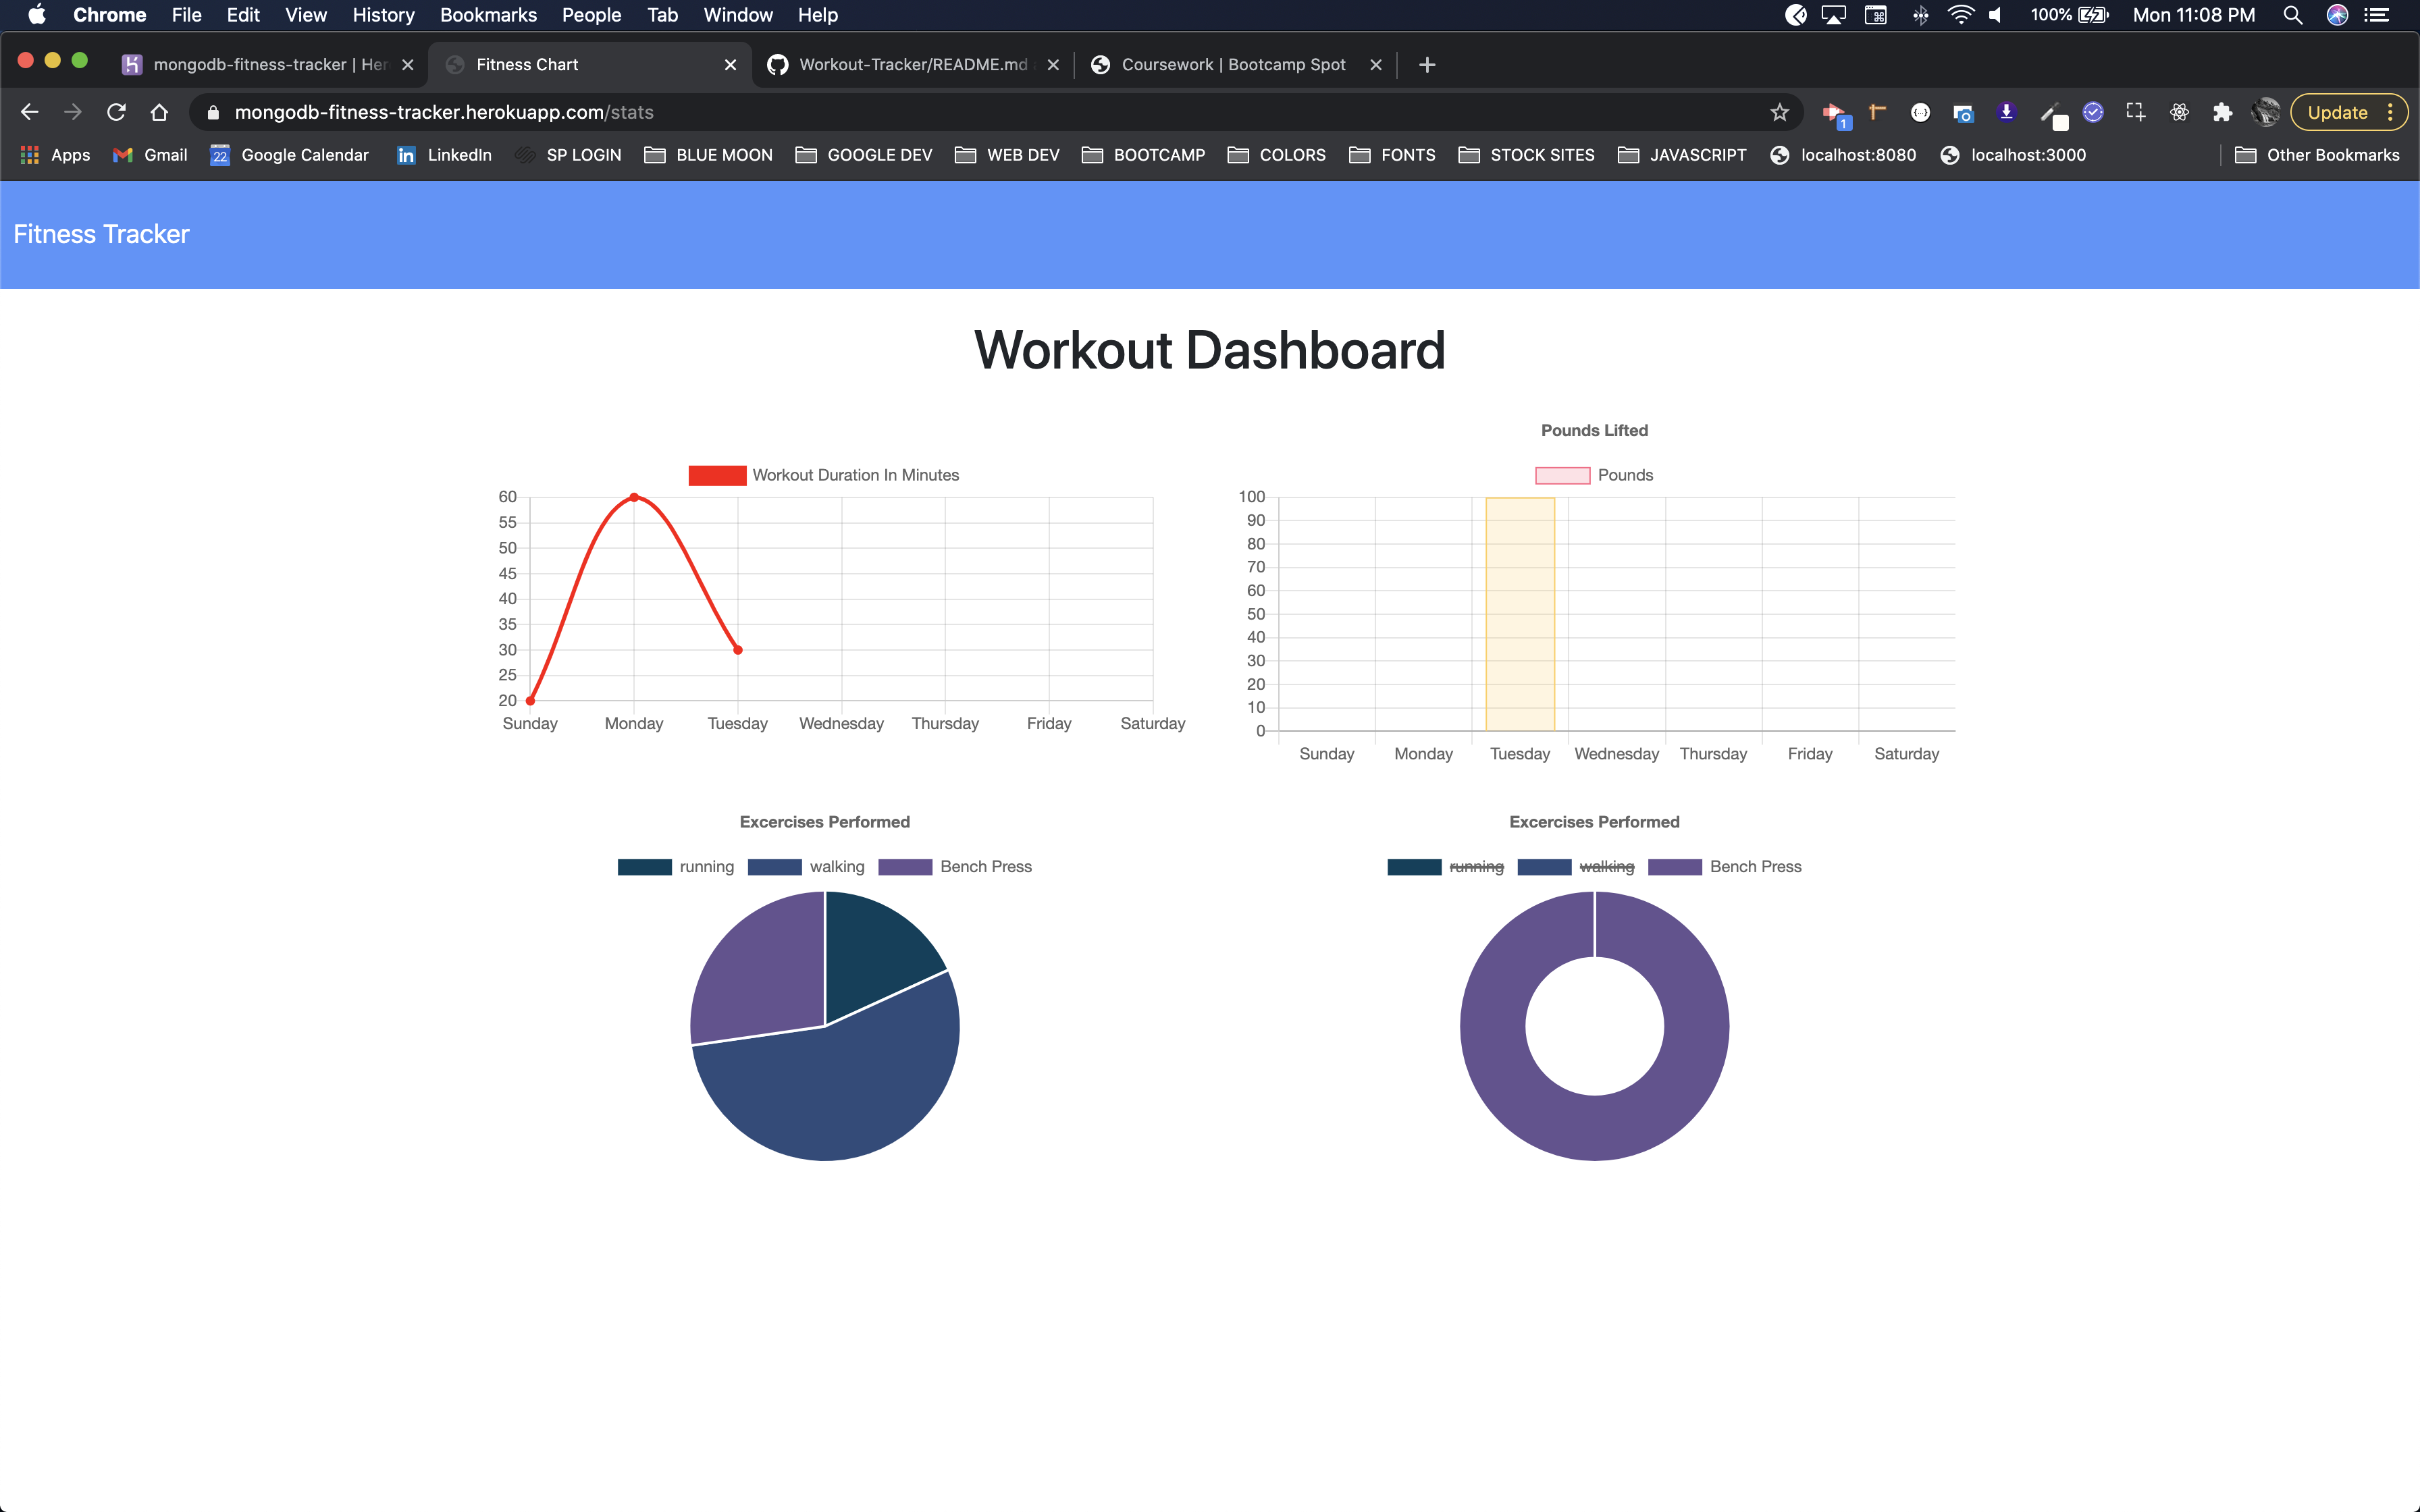 Chrome File Edit View History Bookmarks People Tab Window Help 100% Mon 11:08 PM
mongodb-fitness-tracker | Her Fitness Chart Workout-Tracker/README.md Coursework | Bootcamp Spot
mongodb-fitness-tracker.herokuapp.com/stats 1 Update
Apps Gmail 22 Google Calendar in LinkedIn SP LOGIN BLUE MOON GOOGLE DEV WEB DEV BOOTCAMP COLORS FONTS STOCK SITES JAVASCRIPT localhost:8080 localhost:3000 Other Bookmarks
Fitness Tracker
Workout Dashboard
Workout Duration In Minutes
60
55
50
45
40
35
30
25
20
Sunday Monday Tuesday Wednesday Thursday Friday Saturday
Pounds Lifted
Pounds
100
90
80
70
60
50
40
30
20
10
0
Sunday Monday Tuesday Wednesday Thursday Friday Saturday
Excercises Performed
running walking Bench Press
Excercises Performed
running walking Bench Press